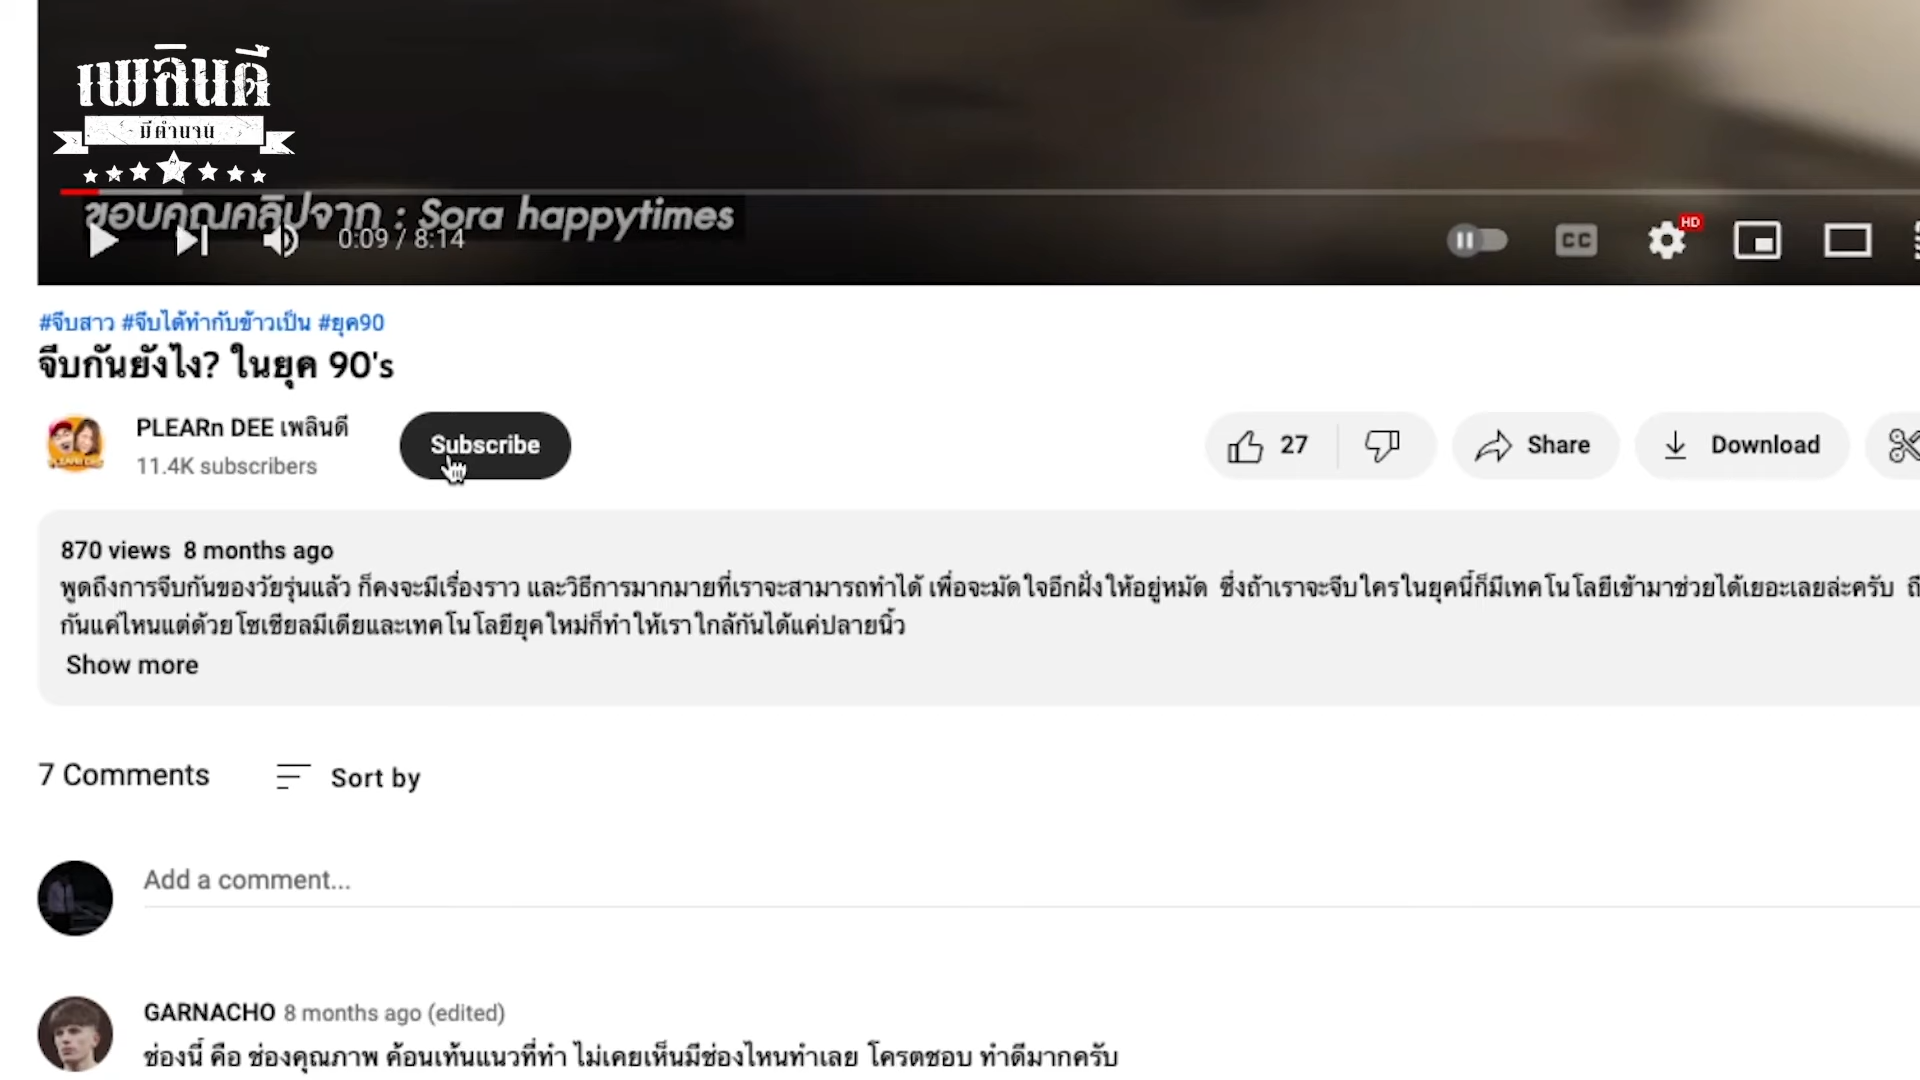 เพลินดี
มีตำนาน
ขอบคุณคลิปจาก : Sora happytimes
0:09 / 8:14
CC
HD
#จีบสาว #จีบได้ทำกับข้าวเป็น #ยุค90
จีบกันยังไง? ในยุค 90's
PLEARn DEE เพลินดี
11.4K subscribers
Subscribe
27
Share
Download
870 views 8 months ago
พูดถึงการจีบกันของวัยรุ่นแล้ว ก็คงจะมีเรื่องราว และวิธีการมากมายที่เราจะสามารถทำได้ เพื่อจะมัดใจอีกฝั่งให้อยู่หมัด ซึ่งถ้าเราจะจีบใครในยุคนี้ก็มีเทคโนโลยีเข้ามาช่วยได้เยอะเลยล่ะครับ
กันแค่ไหนแต่ด้วยโซเชียลมีเดียและเทคโนโลยียุคใหม่ก็ทำให้เราใกล้กันได้แค่ปลายนิ้ว
Show more
7 Comments
Sort by
Add a comment...
GARNACHO 8 months ago (edited)
ช่องนี้ คือ ช่องคุณภาพ ค้อนเท้นแนวที่ทำ ไม่เคยเห็นมีช่องไหนทำเลย โครตชอบ ทำดีมากครับ